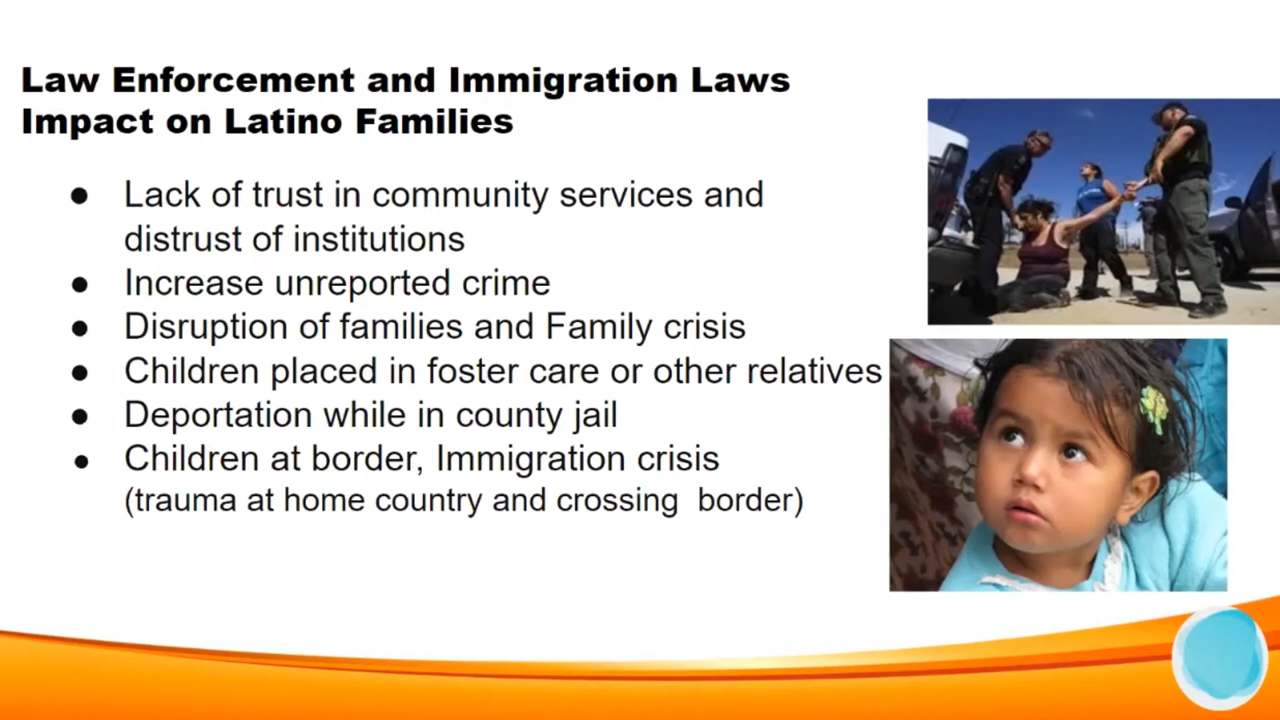 Law Enforcement and Immigration Laws
Impact on Latino Families
● Lack of trust in community services and
distrust of institutions
● Increase unreported crime
● Disruption of families and Family crisis
● Children placed in foster care or other relatives
● Deportation while in county jail
● Children at border, Immigration crisis
(trauma at home country and crossing border)